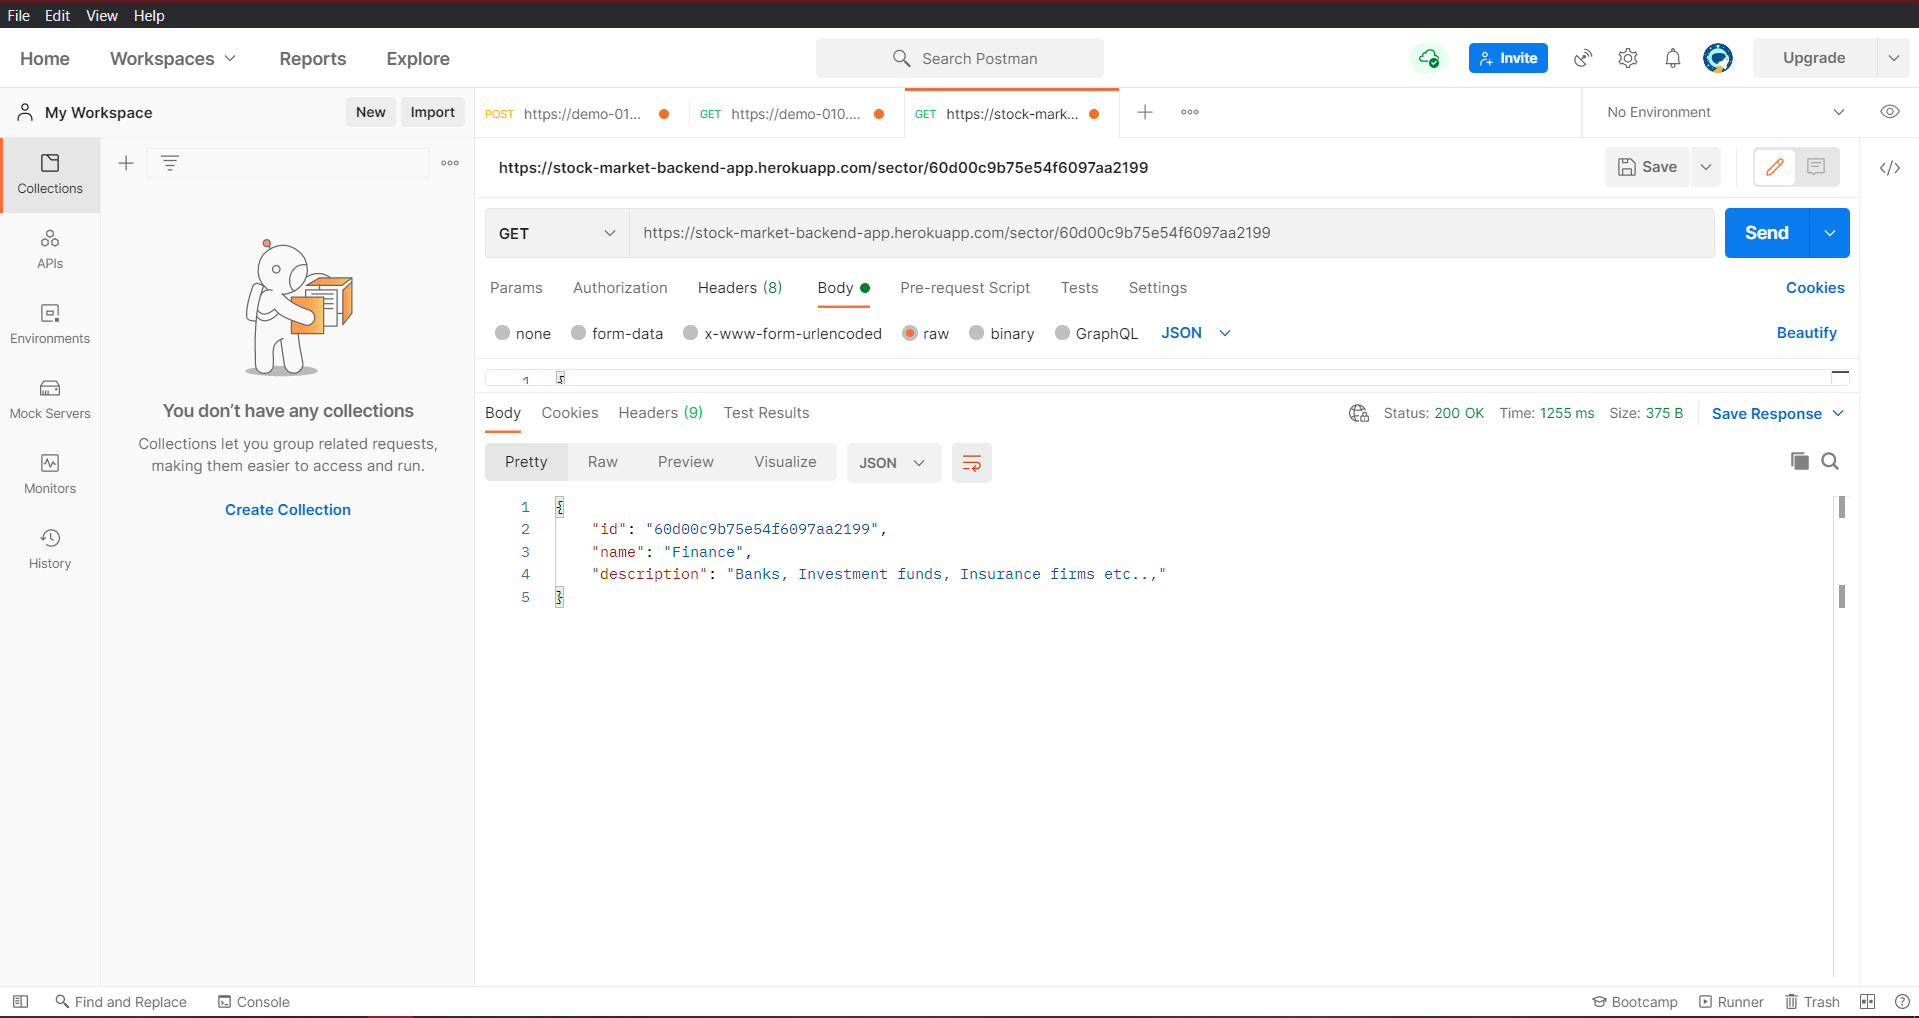 File Edit View Help
Home Workspaces Reports Explore Search Postman Invite Upgrade
My Workspace New Import
POST https://demo-01... GET https://demo-010.... GET https://stock-mark... No Environment
Collections
APIs
Environments
Mock Servers
Monitors
History
You don’t have any collections
Collections let you group related requests,
making them easier to access and run.
Create Collection
https://stock-market-backend-app.herokuapp.com/sector/60d00c9b75e54f6097aa2199 Save
GET https://stock-market-backend-app.herokuapp.com/sector/60d00c9b75e54f6097aa2199 Send
Params Authorization Headers (8) Body Pre-request Script Tests Settings Cookies
none form-data x-www-form-urlencoded raw binary GraphQL JSON Beautify
1 {
Body Cookies Headers (9) Test Results Status: 200 OK Time: 1255 ms Size: 375 B Save Response
Pretty Raw Preview Visualize JSON
1 {
2 "id": "60d00c9b75e54f6097aa2199",
3 "name": "Finance",
4 "description": "Banks, Investment funds, Insurance firms etc..,"
5 }
Find and Replace Console Bootcamp Runner Trash